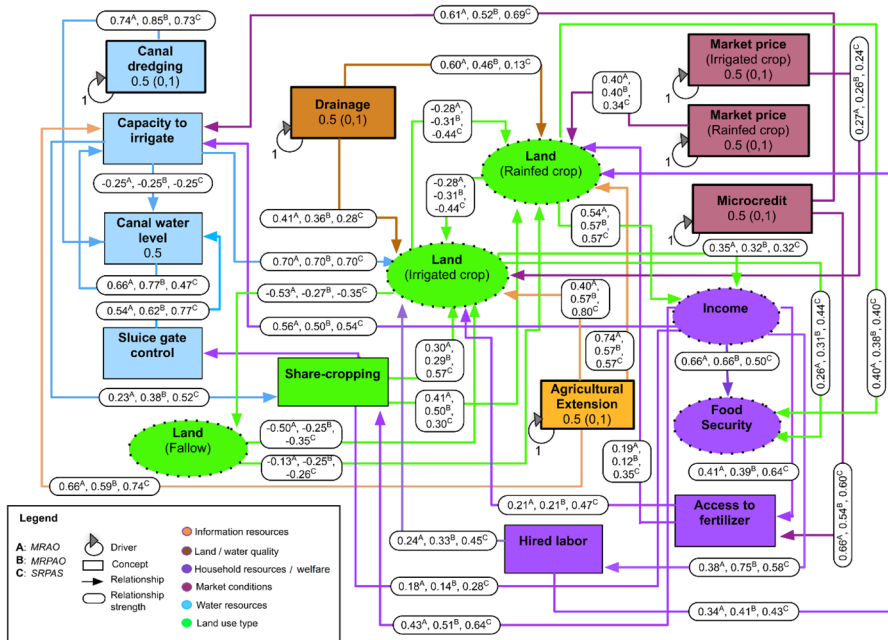 0.74A, 0.85B, 0.73C
0.61A, 0.52B, 0.69C
Canal
dredging
0.5 (0,1)
1
0.60A, 0.46B, 0.13C
Market price
(Irrigated crop)
0.5 (0,1)
1
0.27A, 0.26B, 0.24C
0.40A, 0.38B, 0.40C
Drainage
0.5 (0,1)
1
0.40A,
0.40B,
0.34C
Capacity to
irrigate
-0.28A,
-0.31B,
-0.44C
Market price
(Rainfed crop)
0.5 (0,1)
1
Land
(Rainfed crop)
-0.25A, -0.25B, -0.25C
-0.28A,
-0.31B,
-0.44C
Microcredit
0.5 (0,1)
1
Canal water
level
0.5
0.41A, 0.36B, 0.28C
0.54A,
0.57B,
0.57C
0.35A, 0.32B, 0.32C
Land
(Irrigated crop)
0.70A, 0.70B, 0.70C
0.66A, 0.77B, 0.47C
-0.53A, -0.27B, -0.35C
0.40A,
0.57B,
0.80C
Income
0.26A, 0.31B, 0.44C
0.54A, 0.62B, 0.77C
0.56A, 0.50B, 0.54C
Sluice gate
control
0.30A,
0.29B,
0.57C
0.74A,
0.57B,
0.57C
0.66A, 0.66B, 0.50C
Share-cropping
0.23A, 0.38B, 0.52C
0.41A,
0.50B,
0.30C
Agricultural
Extension
0.5 (0,1)
1
Food
Security
Land
(Fallow)
-0.50A, -0.25B,
-0.35C
-0.13A, -0.25B,
-0.26C
0.19A,
0.12B,
0.35C
0.41A, 0.39B, 0.64C
0.66A, 0.59B, 0.74C
0.66A, 0.54B, 0.60C
0.21A, 0.21B, 0.47C
Access to
fertilizer
0.24A, 0.33B, 0.45C
Hired labor
0.38A, 0.75B, 0.58C
0.18A, 0.14B, 0.28C
0.34A, 0.41B, 0.43C
0.43A, 0.51B, 0.64C
Legend
A: MRAO
B: MRPAO
C: SRPAS
Driver
Concept
Relationship
Relationship
strength
Information resources
Land / water quality
Household resources / welfare
Market conditions
Water resources
Land use type